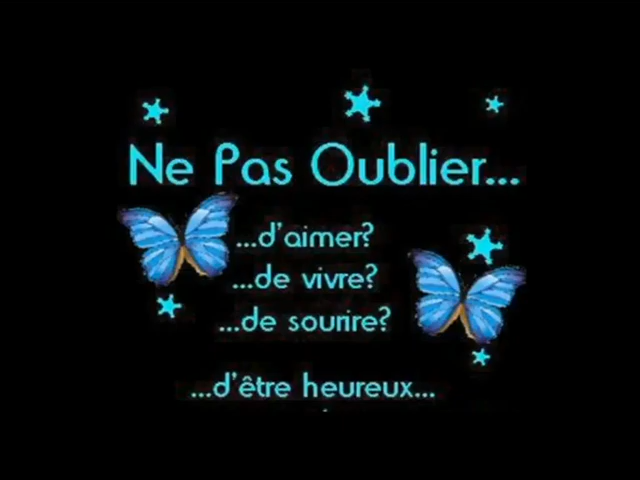 Ne Pas Oublier...
...d'aimer?
...de vivre?
...de sourire?
...d'être heureux...